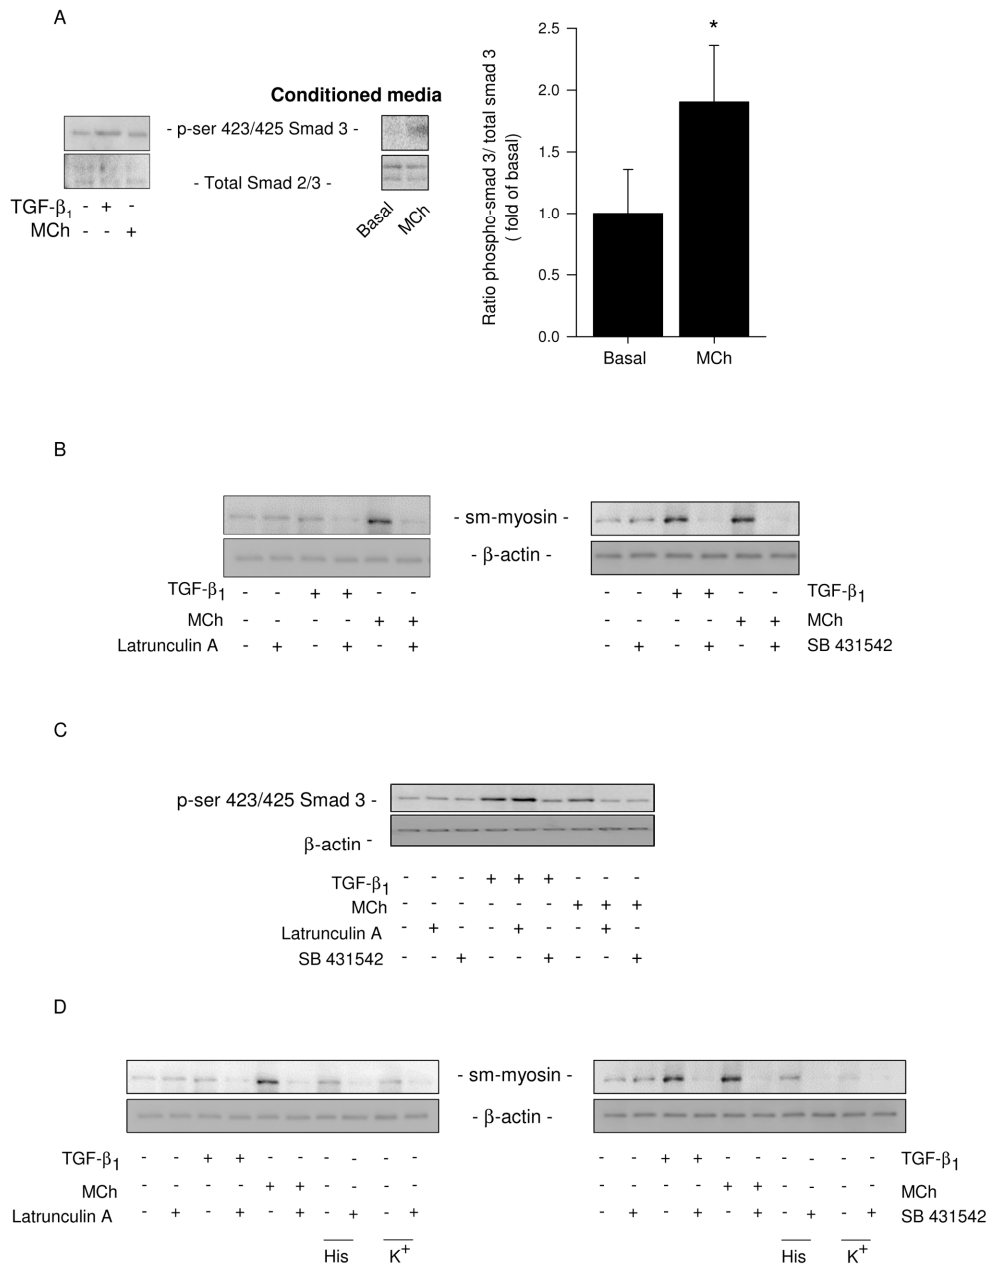 A
Conditioned media
- p-ser 423/425 Smad 3 -
- Total Smad 2/3 -
TGF-β1 - + -
MCh - - +
Basal MCh
Ratio phospho-smad 3/ total smad 3
( fold of basal)
2.5
2.0
1.5
1.0
0.5
0.0
*
Basal MCh
B
- sm-myosin -
- β-actin -
TGF-β1 - - + + - -
MCh - - - - + +
Latrunculin A - + - + - +
- - + + - - TGF-β1
- - - - + + MCh
- + - + - + SB 431542
C
p-ser 423/425 Smad 3 -
β-actin -
TGF-β1 - - - + + + - - -
MCh - - - - - - + + +
Latrunculin A - + - - + - - + -
SB 431542 - - + - - + - - +
D
- sm-myosin -
- β-actin -
TGF-β1 - - + + - - - - - -
MCh - - - - + + - - - -
Latrunculin A - + - + - + - + - +
His K+
- - + + - - - - - - TGF-β1
- - - - + + - - - - MCh
- + - + - + - + - + SB 431542
His K+